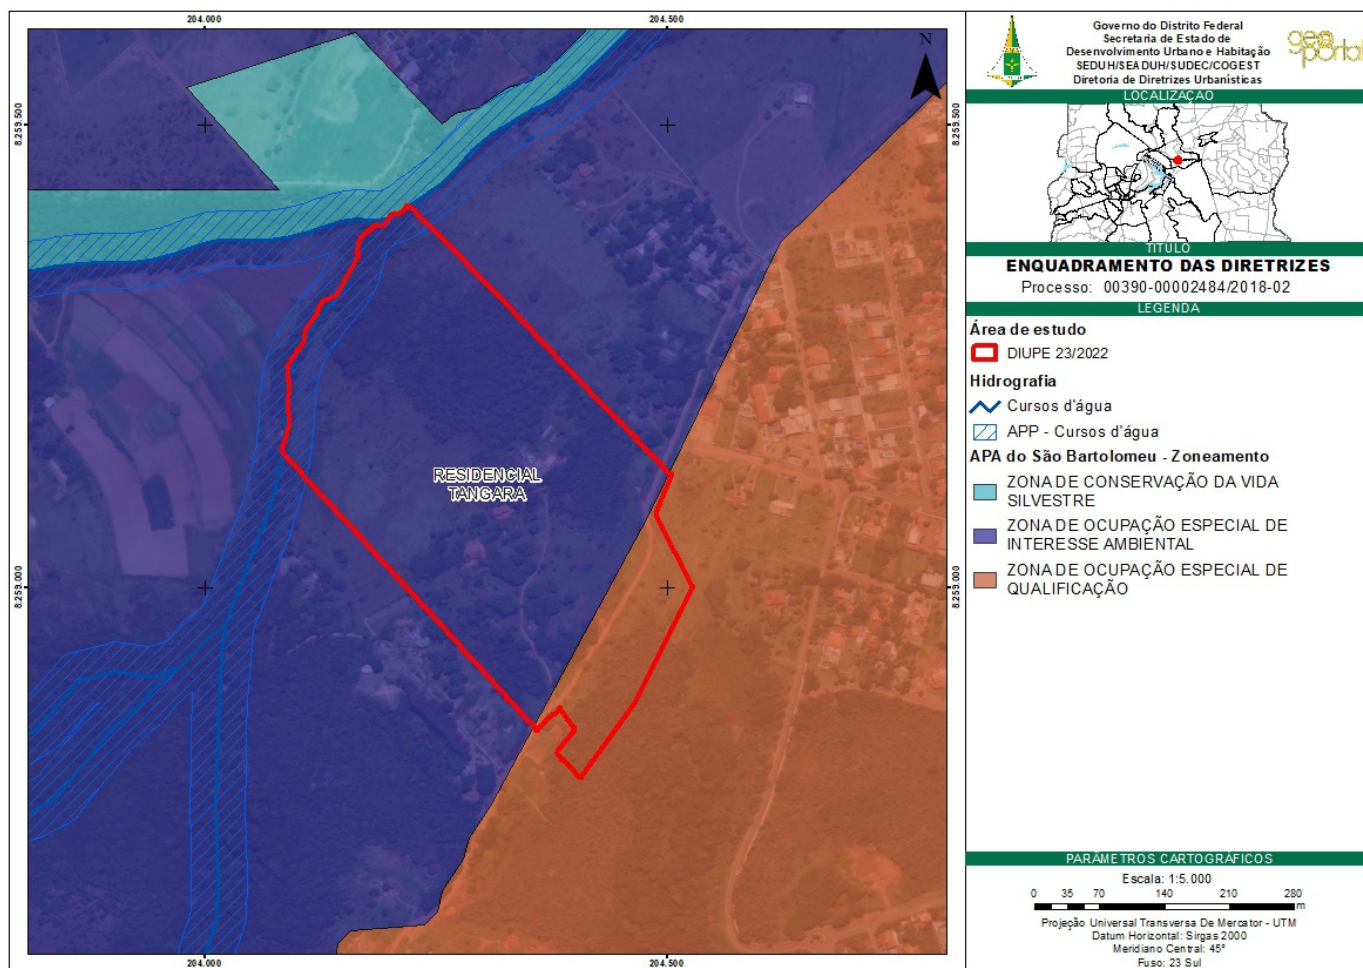 204.000
204.500
8.259.500
8.259.500
8.259.000
8.259.000
204.000
204.500
N
RESIDENCIAL
TANGARA
Governo do Distrito Federal
Secretaria de Estado de
Desenvolvimento Urbano e Habitação
SEDUH/SEADUH/SUDEC/COGEST
Diretoria de Diretrizes Urbanísticas
geo
portal
LOCALIZAÇÃO
TITULO
ENQUADRAMENTO DAS DIRETRIZES
Processo: 00390-00002484/2018-02
LEGENDA
Área de estudo
DIUPE 23/2022
Hidrografia
Cursos d'água
APP - Cursos d'água
APA do São Bartolomeu - Zoneamento
ZONA DE CONSERVAÇÃO DA VIDA
SILVESTRE
ZONA DE OCUPAÇÃO ESPECIAL DE
INTERESSE AMBIENTAL
ZONA DE OCUPAÇÃO ESPECIAL DE
QUALIFICAÇÃO
PARÂMETROS CARTOGRÁFICOS
Escala: 1:5.000
0 35 70 140 210 280
m
Projeção Universal Transversa De Mercator - UTM
Datum Horizontal: Sirgas 2000
Meridiano Central: 45°
Fuso: 23 Sul